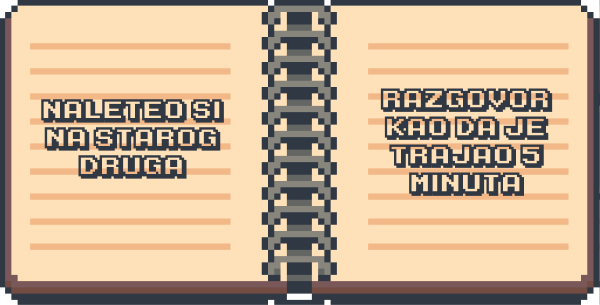 NALETEO SI
NA STAROG
DRUGA
RAZGOVOR
KAO DA JE
TRAJAO 5
MINUTA